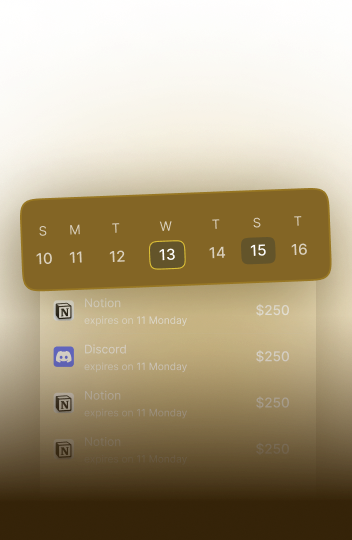 S M T W T S T
10 11 12 13 14 15 16
Notion
expires on 11 Monday
$250
Discord
expires on 11 Monday
$250
Notion
expires on 11 Monday
$250
Notion
expires on 11 Monday
$250